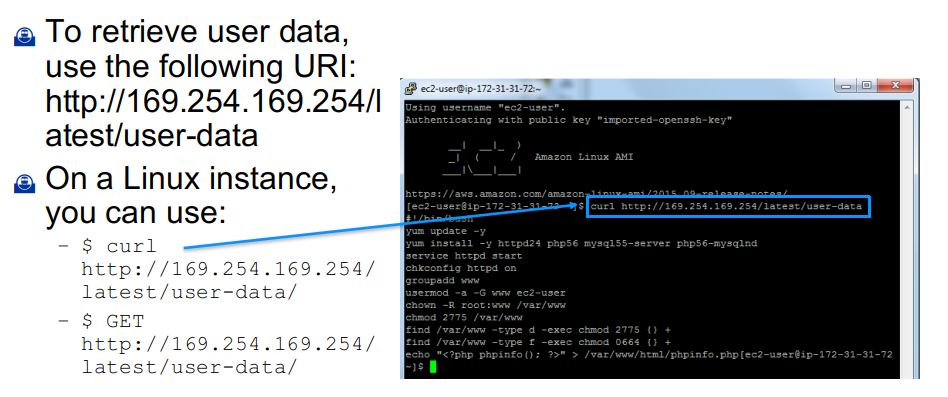 To retrieve user data,
use the following URI:
http://169.254.169.254/l
atest/user-data
On a Linux instance,
you can use:
– $ curl
http://169.254.169.254/
latest/user-data/
– $ GET
http://169.254.169.254/
latest/user-data/
ec2-user@ip-172-31-31-72:~
Using username "ec2-user".
Authenticating with public key "imported-openssh-key"
__|  __|_  )
_|  (     /   Amazon Linux AMI
___|\___|___|
https://aws.amazon.com/amazon-linux-ami/2015.09-release-notes/
[ec2-user@ip-172-31-31-72 ~]$ curl http://169.254.169.254/latest/user-data
#!/bin/bash
yum update -y
yum install -y httpd24 php56 mysql55-server php56-mysqlnd
service httpd start
chkconfig httpd on
groupadd www
usermod -a -G www ec2-user
chown -R root:www /var/www
chmod 2775 /var/www
find /var/www -type d -exec chmod 2775 {} +
find /var/www -type f -exec chmod 0664 {} +
echo "<?php phpinfo(); ?>" > /var/www/html/phpinfo.php[ec2-user@ip-172-31-31-72
~]$